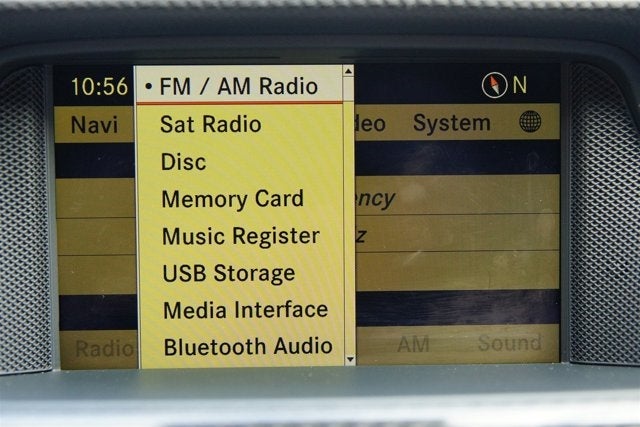 10:56 • FM / AM Radio N
Navi Sat Radio deo System
Disc
Memory Card ency
Music Register z
USB Storage
Media Interface
Radio Bluetooth Audio AM Sound